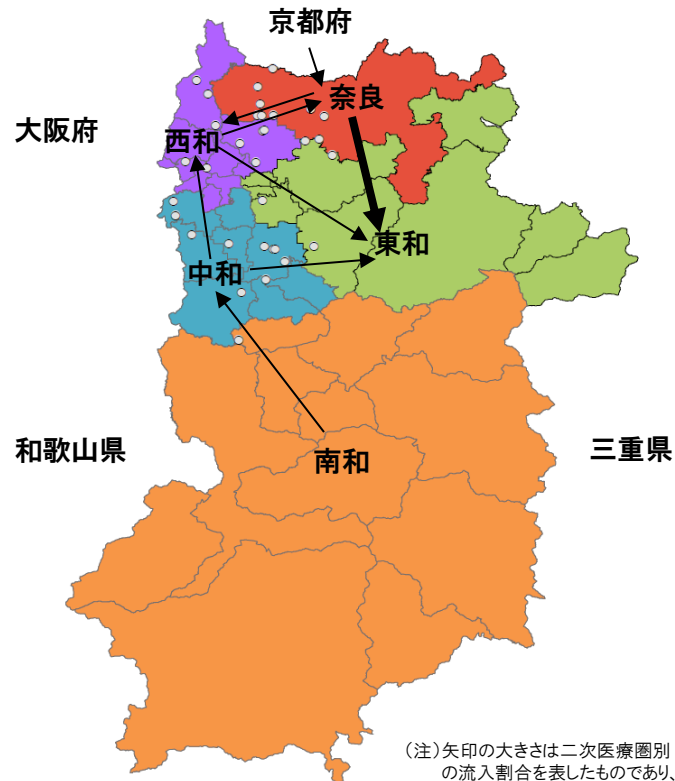 京都府
奈良
大阪府
西和
東和
中和
和歌山県
南和
三重県
（注）矢印の大きさは二次医療圏別
の流入割合を表したものであり、